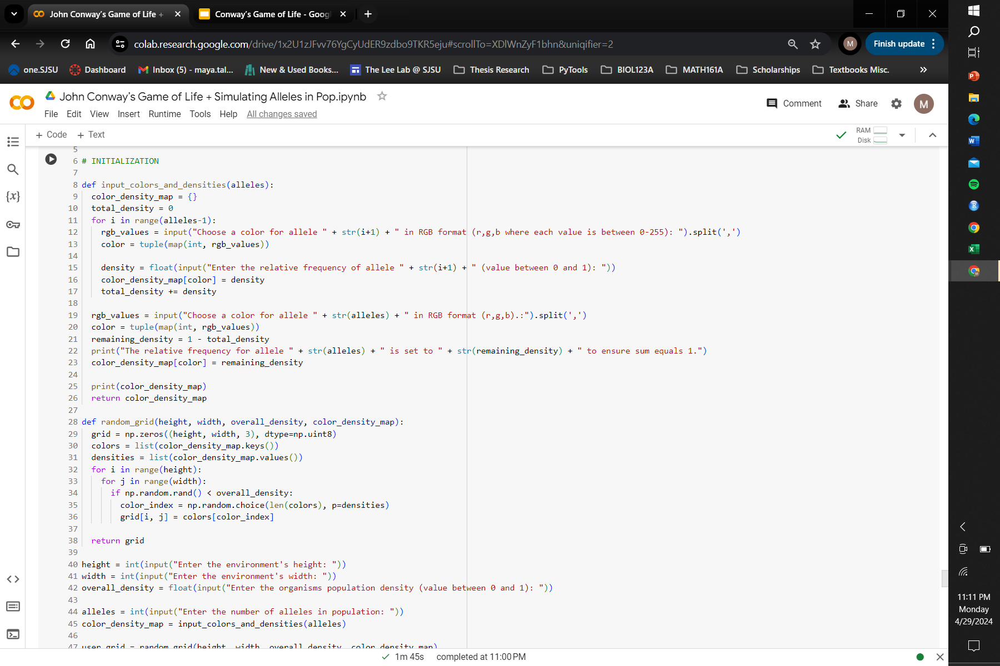 John Conway's Game of Life +
Conway's Game of Life - Goog
colab.research.google.com/drive/1x2U1zJFvv76YgCyUdER9zdbo9TKR5eju#scrollTo=XDlWnZyF1bhn&uniqifier=2
M
Finish update
one.SJSU
Dashboard
Inbox (5) - maya.tal...
New & Used Books...
The Lee Lab @ SJSU
Thesis Research
PyTools
BIOL123A
MATH161A
Scholarships
Textbooks Misc.
John Conway's Game of Life + Simulating Alleles in Pop.ipynb
File Edit View Insert Runtime Tools Help All changes saved
Comment
Share
M
+ Code + Text
RAM
Disk
5
6 # INITIALIZATION
7
8 def input_colors_and_densities(alleles):
9 color_density_map = {}
10 total_density = 0
11 for i in range(alleles-1):
12 rgb_values = input("Choose a color for allele " + str(i+1) + " in RGB format (r,g,b where each value is between 0-255): ").split(',')
13 color = tuple(map(int, rgb_values))
14
15 density = float(input("Enter the relative frequency of allele " + str(i+1) + " (value between 0 and 1): "))
16 color_density_map[color] = density
17 total_density += density
18
19 rgb_values = input("Choose a color for allele " + str(alleles) + " in RGB format (r,g,b).:").split(',')
20 color = tuple(map(int, rgb_values))
21 remaining_density = 1 - total_density
22 print("The relative frequency for allele " + str(alleles) + " is set to " + str(remaining_density) + " to ensure sum equals 1.")
23 color_density_map[color] = remaining_density
24
25 print(color_density_map)
26 return color_density_map
27
28 def random_grid(height, width, overall_density, color_density_map):
29 grid = np.zeros((height, width, 3), dtype=np.uint8)
30 colors = list(color_density_map.keys())
31 densities = list(color_density_map.values())
32 for i in range(height):
33 for j in range(width):
34 if np.random.rand() < overall_density:
35 color_index = np.random.choice(len(colors), p=densities)
36 grid[i, j] = colors[color_index]
37
38 return grid
39
40 height = int(input("Enter the environment's height: "))
41 width = int(input("Enter the environment's width: "))
42 overall_density = float(input("Enter the organisms population density (value between 0 and 1): "))
43
44 alleles = int(input("Enter the number of alleles in population: "))
45 color_density_map = input_colors_and_densities(alleles)
46
47 user_grid = random_grid(height, width, overall_density, color_density_map)
1m 45s completed at 11:00 PM
11:11 PM
Monday
4/29/2024